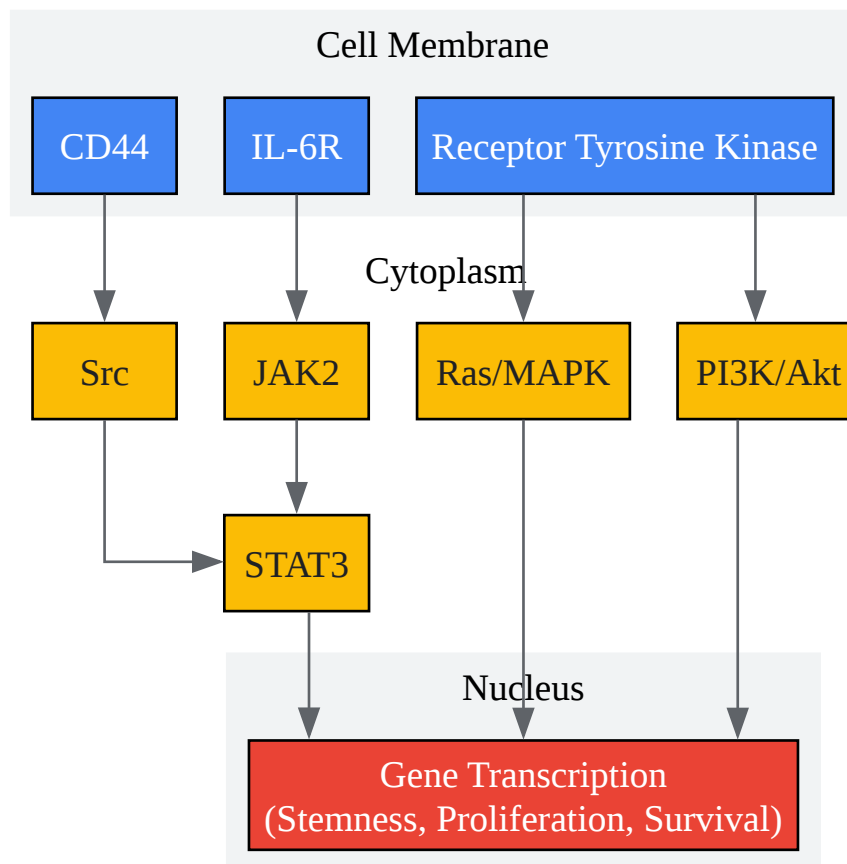 Cell Membrane
CD44
IL-6R
Receptor Tyrosine Kinase
Cytoplasm
Src
JAK2
Ras/MAPK
PI3K/Akt
STAT3
Nucleus
Gene Transcription
(Stemness, Proliferation, Survival)